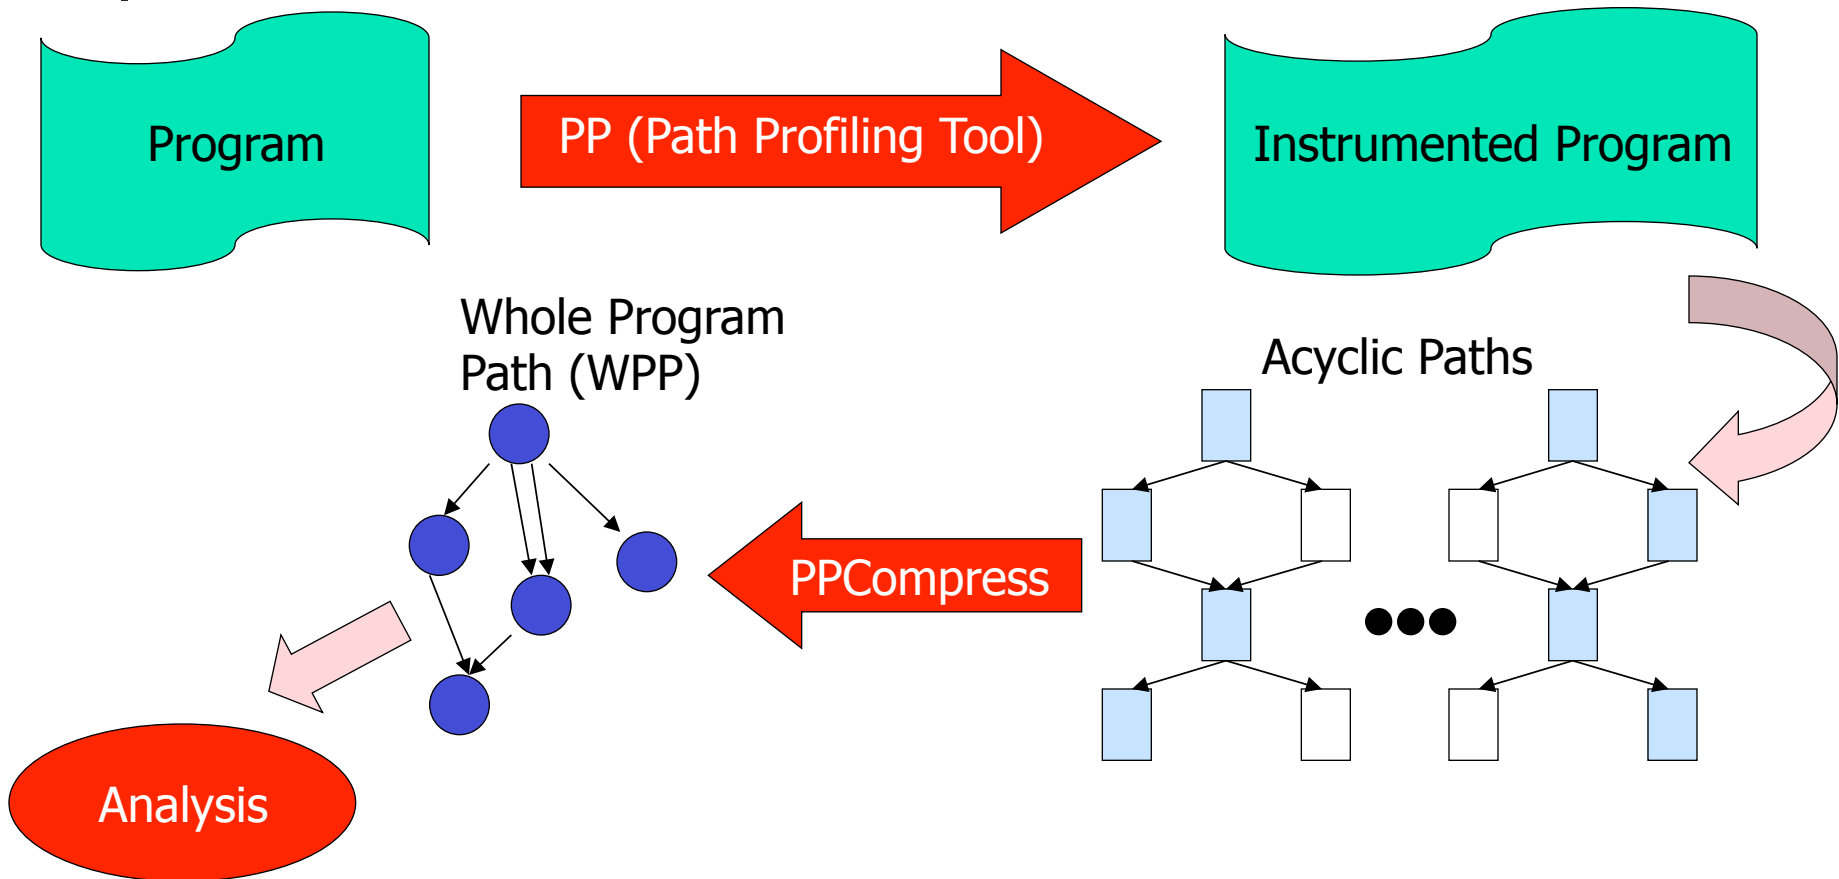 Program
PP (Path Profiling Tool)
Instrumented Program
Whole Program
Path (WPP)
Acyclic Paths
PPCompress
Analysis